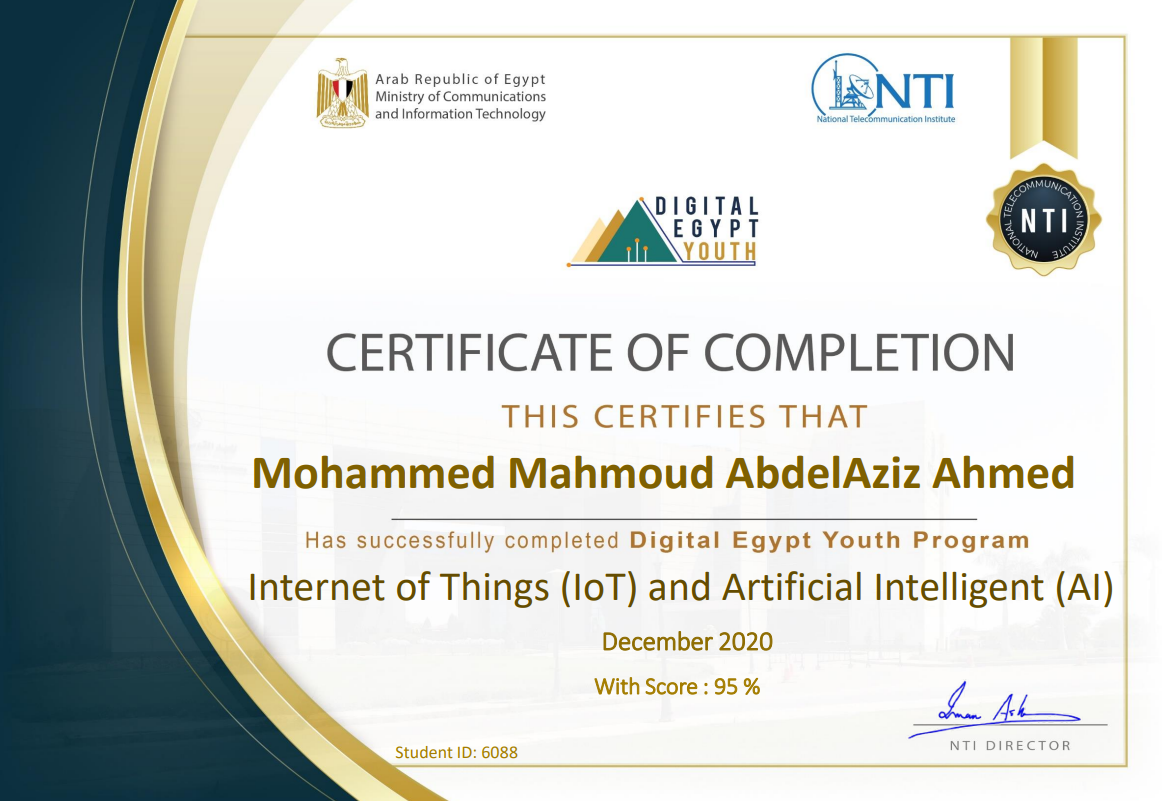 Arab Republic of Egypt
Ministry of Communications
and Information Technology
NTI
National Telecommunication Institute
NATIONAL TELECOMMUNICATION INSTITUTE
NTI
DIGITAL
EGYPT
YOUTH
CERTIFICATE OF COMPLETION
THIS CERTIFIES THAT
Mohammed Mahmoud AbdelAziz Ahmed
Has successfully completed Digital Egypt Youth Program
Internet of Things (IoT) and Artificial Intelligent (AI)
December 2020
With Score : 95 %
NTI DIRECTOR
Student ID: 6088